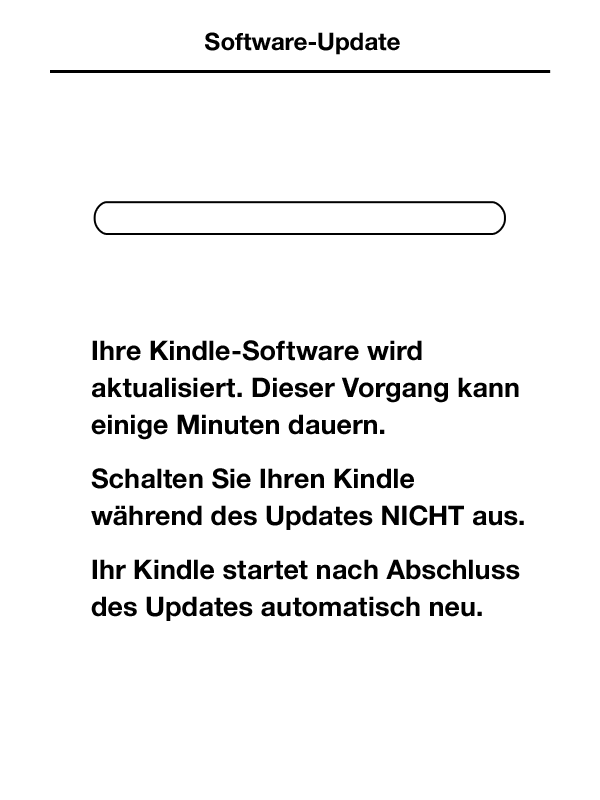 Software-Update
Ihre Kindle-Software wird
aktualisiert. Dieser Vorgang kann
einige Minuten dauern.
Schalten Sie Ihren Kindle
während des Updates NICHT aus.
Ihr Kindle startet nach Abschluss
des Updates automatisch neu.